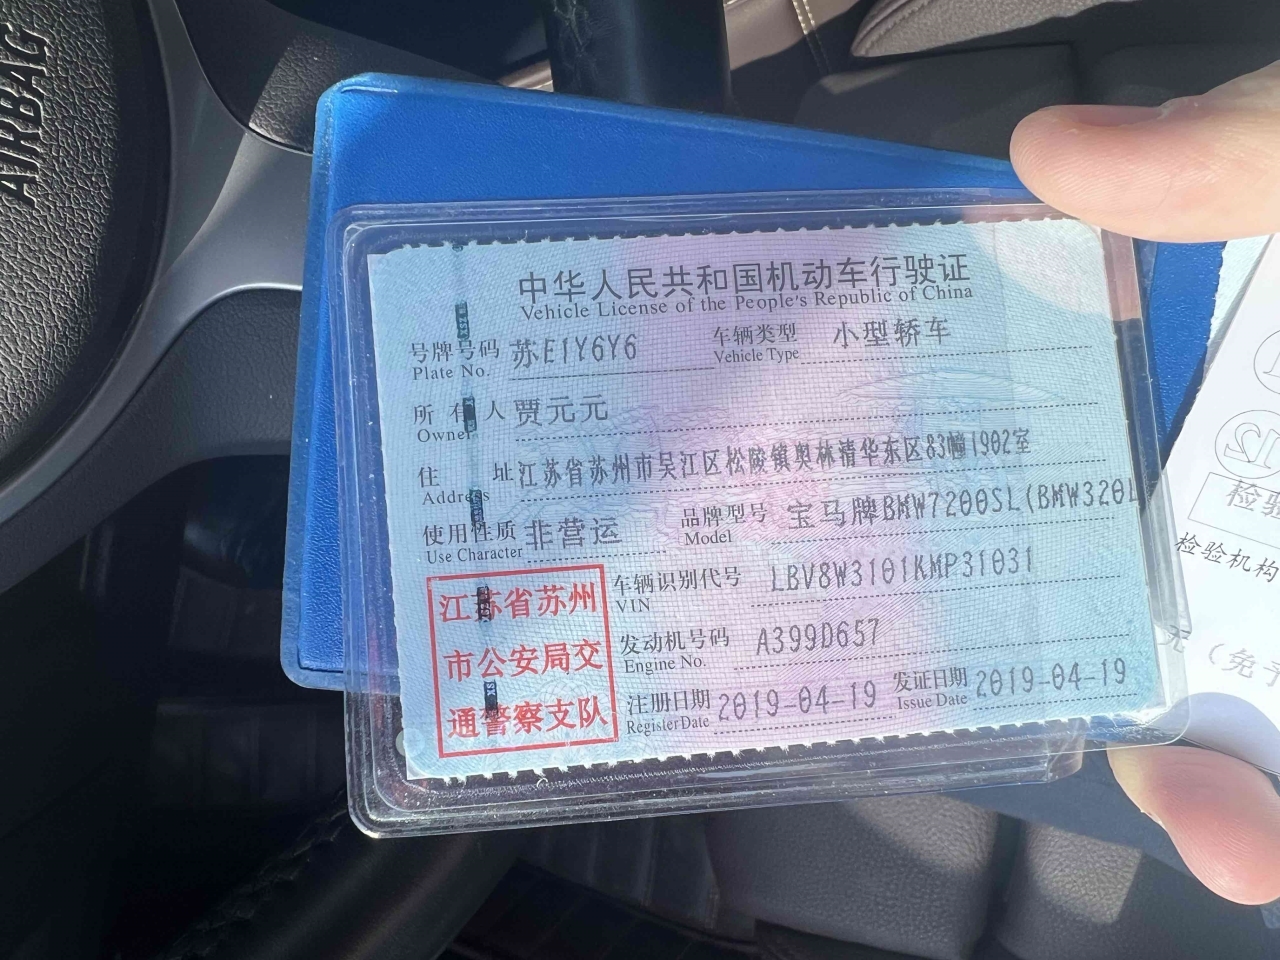 AIRBAG
中华人民共和国机动车行驶证
Vehicle License of the People's Republic of China
号牌号码 苏E1Y6Y6 车辆类型 小型轿车
Plate No. Vehicle Type
所有人 贾元元
Owner
住址 江苏省苏州市吴江区松陵镇奥林清华东区83幢1902室
Address
使用性质 非营运 品牌型号 宝马牌BMW7200SL(BMW320L
Use Character Model
车辆识别代号 LBV8W3101KMP31031
VIN
发动机号码 A399D657
Engine No.
注册日期 2019-04-19 发证日期 2019-04-19
Register Date Issue Date
江苏省苏州
市公安局交
通警察支队
检验
检验机构
(免予